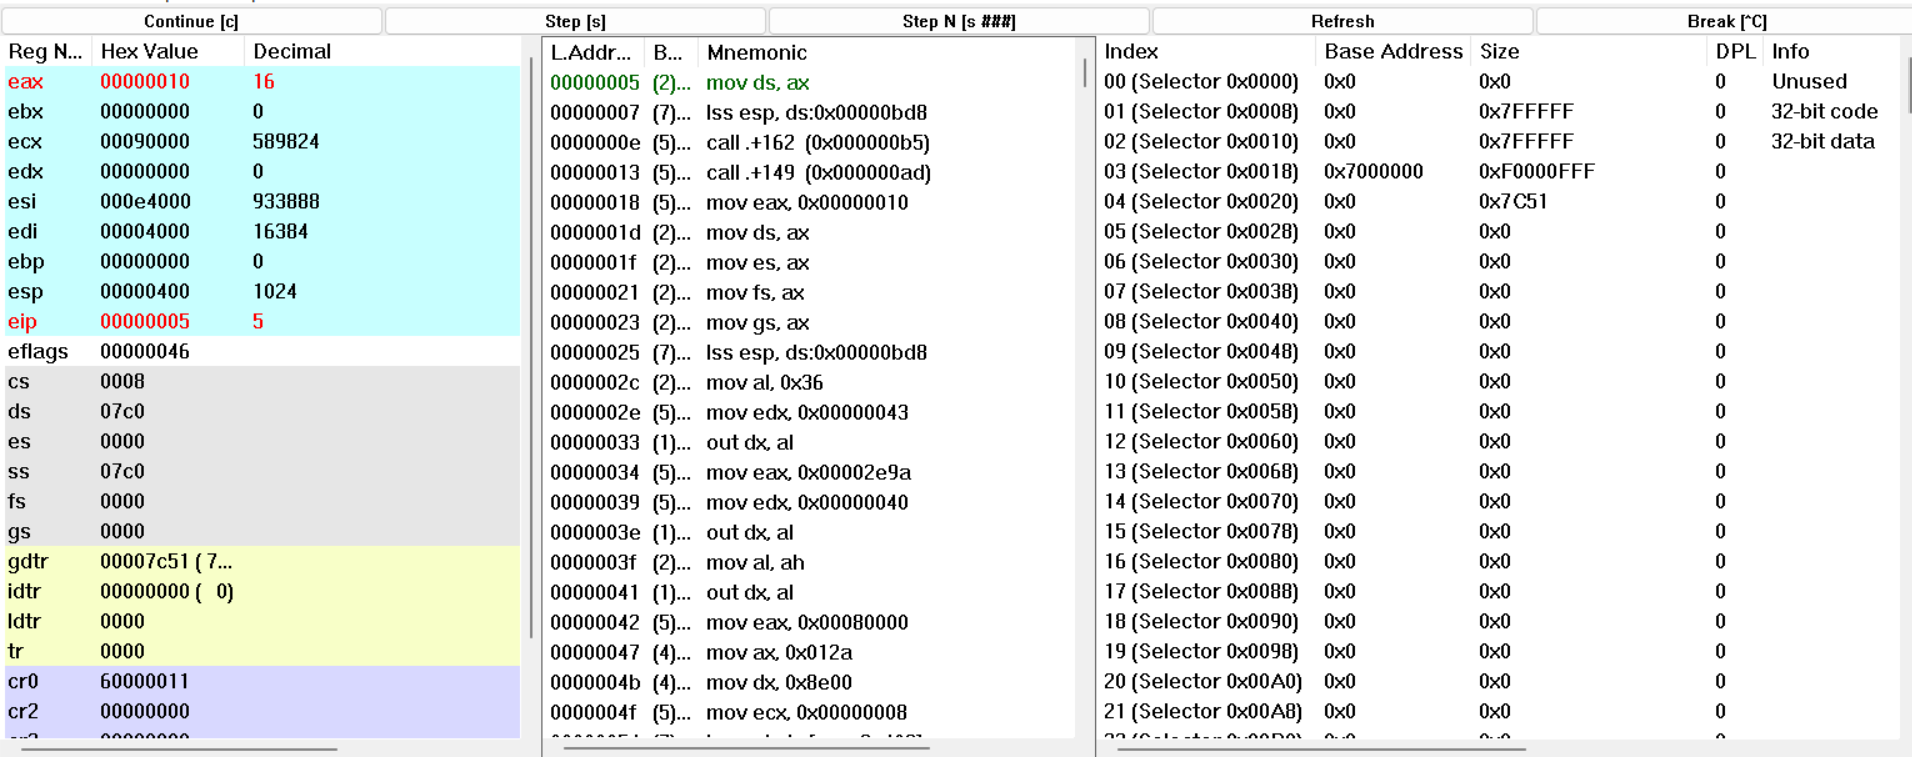 Continue [c] Step [s] Step N [s ###] Refresh Break [^C]
Reg N... Hex Value Decimal
eax 00000010 16
ebx 00000000 0
ecx 00090000 589824
edx 00000000 0
esi 000e4000 933888
edi 00004000 16384
ebp 00000000 0
esp 00000400 1024
eip 00000005 5
eflags 00000046
cs 0008
ds 07c0
es 0000
ss 07c0
fs 0000
gs 0000
gdtr 00007c51 ( 7...
idtr 00000000 ( 0)
ldtr 0000
tr 0000
cr0 60000011
cr2 00000000
L.Addr... B... Mnemonic
00000005 (2)... mov ds, ax
00000007 (7)... lss esp, ds:0x00000bd8
0000000e (5)... call .+162 (0x000000b5)
00000013 (5)... call .+149 (0x000000ad)
00000018 (5)... mov eax, 0x00000010
0000001d (2)... mov ds, ax
0000001f (2)... mov es, ax
00000021 (2)... mov fs, ax
00000023 (2)... mov gs, ax
00000025 (7)... lss esp, ds:0x00000bd8
0000002c (2)... mov al, 0x36
0000002e (5)... mov edx, 0x00000043
00000033 (1)... out dx, al
00000034 (5)... mov eax, 0x00002e9a
00000039 (5)... mov edx, 0x00000040
0000003e (1)... out dx, al
0000003f (2)... mov al, ah
00000041 (1)... out dx, al
00000042 (5)... mov eax, 0x00080000
00000047 (4)... mov ax, 0x012a
0000004b (4)... mov dx, 0x8e00
0000004f (5)... mov ecx, 0x00000008
Index Base Address Size DPL Info
00 (Selector 0x0000) 0x0 0x0 0 Unused
01 (Selector 0x0008) 0x0 0x7FFFFF 0 32-bit code
02 (Selector 0x0010) 0x0 0x7FFFFF 0 32-bit data
03 (Selector 0x0018) 0x7000000 0xF0000FFF 0
04 (Selector 0x0020) 0x0 0x7C51 0
05 (Selector 0x0028) 0x0 0x0 0
06 (Selector 0x0030) 0x0 0x0 0
07 (Selector 0x0038) 0x0 0x0 0
08 (Selector 0x0040) 0x0 0x0 0
09 (Selector 0x0048) 0x0 0x0 0
10 (Selector 0x0050) 0x0 0x0 0
11 (Selector 0x0058) 0x0 0x0 0
12 (Selector 0x0060) 0x0 0x0 0
13 (Selector 0x0068) 0x0 0x0 0
14 (Selector 0x0070) 0x0 0x0 0
15 (Selector 0x0078) 0x0 0x0 0
16 (Selector 0x0080) 0x0 0x0 0
17 (Selector 0x0088) 0x0 0x0 0
18 (Selector 0x0090) 0x0 0x0 0
19 (Selector 0x0098) 0x0 0x0 0
20 (Selector 0x00A0) 0x0 0x0 0
21 (Selector 0x00A8) 0x0 0x0 0